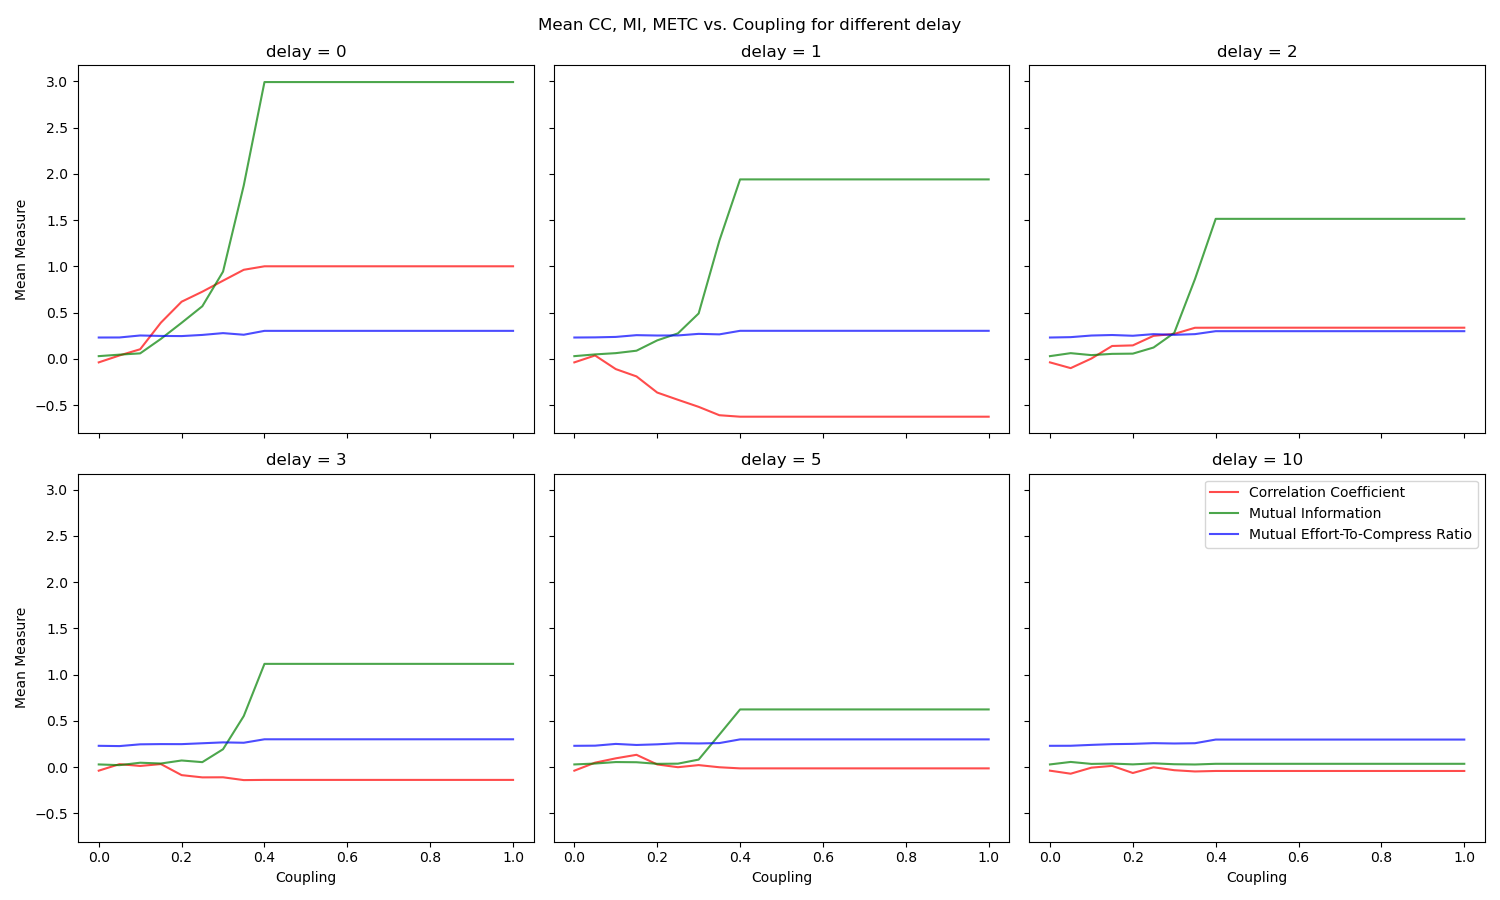 Mean CC, MI, METC vs. Coupling for different delay
delay = 0
delay = 1
delay = 2
3.0
2.5
2.0
1.5
1.0
0.5
0.0
−0.5
Mean Measure
delay = 3
delay = 5
delay = 10
Correlation Coefficient
Mutual Information
Mutual Effort-To-Compress Ratio
3.0
2.5
2.0
1.5
1.0
0.5
0.0
−0.5
Mean Measure
0.0 0.2 0.4 0.6 0.8 1.0
0.0 0.2 0.4 0.6 0.8 1.0
0.0 0.2 0.4 0.6 0.8 1.0
Coupling
Coupling
Coupling